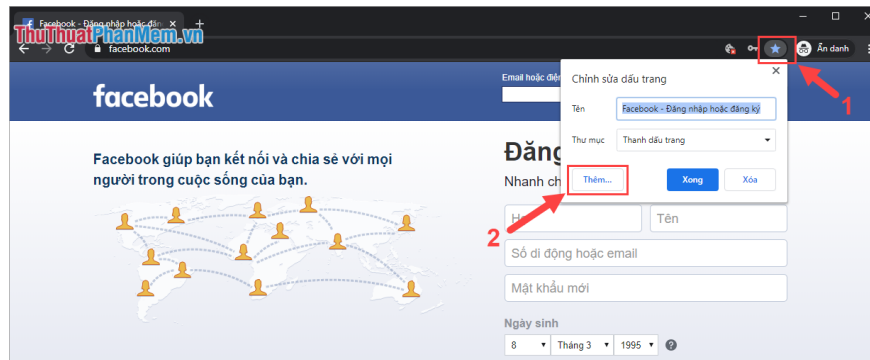 Facebook - Đăng nhập hoặc đăn
ThuThuatPhanMem.vn
facebook.com
Ẩn danh
1
facebook
Email hoặc điện
Chỉnh sửa dấu trang
Tên Facebook - Đăng nhập hoặc đăng ký
Thư mục Thanh dấu trang
Thêm... Xong Xóa
2
Facebook giúp bạn kết nối và chia sẻ với mọi
người trong cuộc sống của bạn.
Đăng
Nhanh ch
Tên
Số di động hoặc email
Mật khẩu mới
Ngày sinh
8 Tháng 3 1995